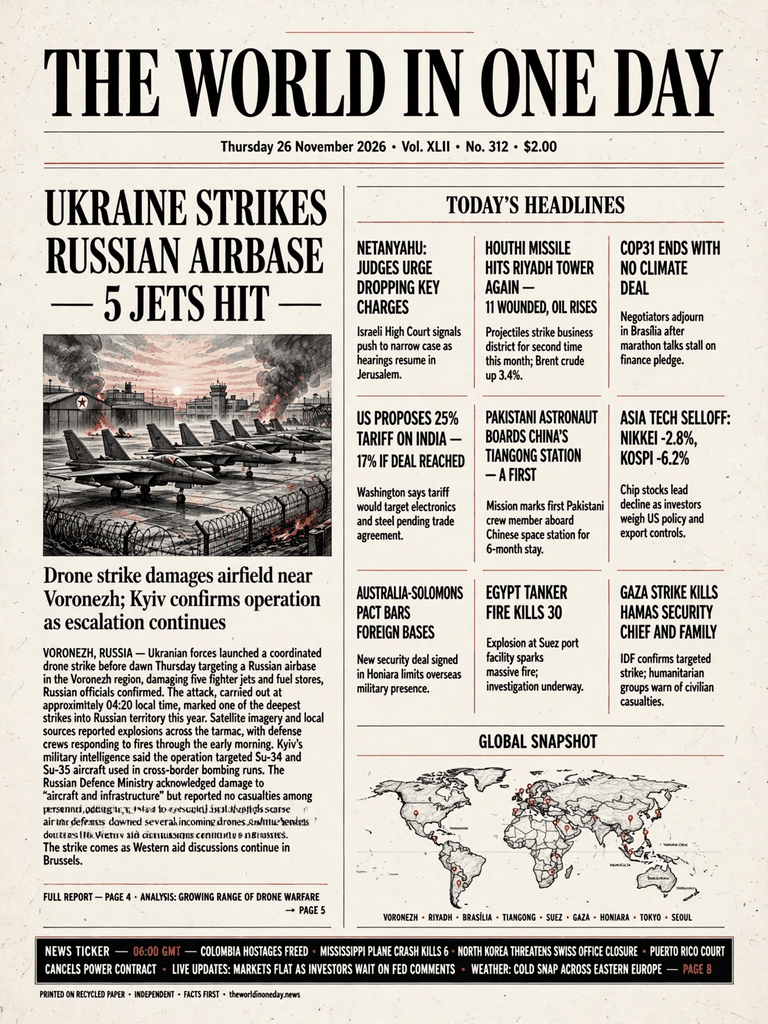 THE WORLD IN ONE DAY
Thursday 26 November 2026 • Vol. XLII • No. 312 • $2.00
UKRAINE STRIKES
RUSSIAN AIRBASE
— 5 JETS HIT —
Drone strike damages airfield near
Voronezh; Kyiv confirms operation
as escalation continues
VORONEZH, RUSSIA — Ukranian forces launched a coordinated
drone strike before dawn Thursday targeting a Russian airbase
in the Voronezh region, damaging five fighter jets and fuel stores,
Russian officials confirmed. The attack, carried out at
approximitely 04:20 local time, marked one of the deepest
strikes into Russian territory this year. Satellite imagery and local
sources reported explosions across the tarmac, with defense
crews responding to fires through the early morning. Kyiv's
military intelligence said the operation targeted Su-34 and
Su-35 aircraft used in cross-border bombing runs. The
Russian Defence Ministry acknowledged damage to
"aircraft and infrastructure" but reported no casualties among
personnel,
downed several incoming drones
The strike comes as Western aid discussions continue in
Brussels.
FULL REPORT — PAGE 4 • ANALYSIS: GROWING RANGE OF DRONE WARFARE
→ PAGE 5
TODAY'S HEADLINES
NETANYAHU:
JUDGES URGE
DROPPING KEY
CHARGES
Israeli High Court signals
push to narrow case as
hearings resume in
Jerusalem.
HOUTHI MISSILE
HITS RIYADH TOWER
AGAIN —
11 WOUNDED, OIL RISES
Projectiles strike business
district for second time
this month; Brent crude
up 3.4%.
COP31 ENDS WITH
NO CLIMATE
DEAL
Negotiators adjourn
in Brasília after
marathon talks stall on
finance pledge.
US PROPOSES 25%
TARIFF ON INDIA —
17% IF DEAL REACHED
Washington says tariff
would target electronics
and steel pending trade
agreement.
PAKISTANI ASTRONAUT
BOARDS CHINA'S
TIANGONG STATION
— A FIRST
Mission marks first Pakistani
crew member aboard
Chinese space station for
6-month stay.
ASIA TECH SELLOFF:
NIKKEI -2.8%,
KOSPI -6.2%
Chip stocks lead
decline as investors
weigh US policy and
export controls.
AUSTRALIA-SOLOMONS
PACT BARS
FOREIGN BASES
New security deal signed
in Honiara limits overseas
military presence.
EGYPT TANKER
FIRE KILLS 30
Explosion at Suez port
facility sparks
massive fire;
investigation underway.
GAZA STRIKE KILLS
HAMAS SECURITY
CHIEF AND FAMILY
IDF confirms targeted
strike; humanitarian
groups warn of civilian
casualties.
GLOBAL SNAPSHOT
VORONEZH • RIYADH • BRASÍLIA • TIANGONG • SUEZ • GAZA • HONIARA • TOKYO • SEOUL
NEWS TICKER — 06:00 GMT — COLOMBIA HOSTAGES FREED • MISSISSIPPI PLANE CRASH KILLS 6 • NORTH KOREA THREATENS SWISS OFFICE CLOSURE • PUERTO RICO COURT
CANCELS POWER CONTRACT • LIVE UPDATES: MARKETS FLAT AS INVESTORS WAIT ON FED COMMENTS • WEATHER: COLD SNAP ACROSS EASTERN EUROPE — PAGE 8
PRINTED ON RECYCLED PAPER • INDEPENDENT • FACTS FIRST • theworldinoneday.news